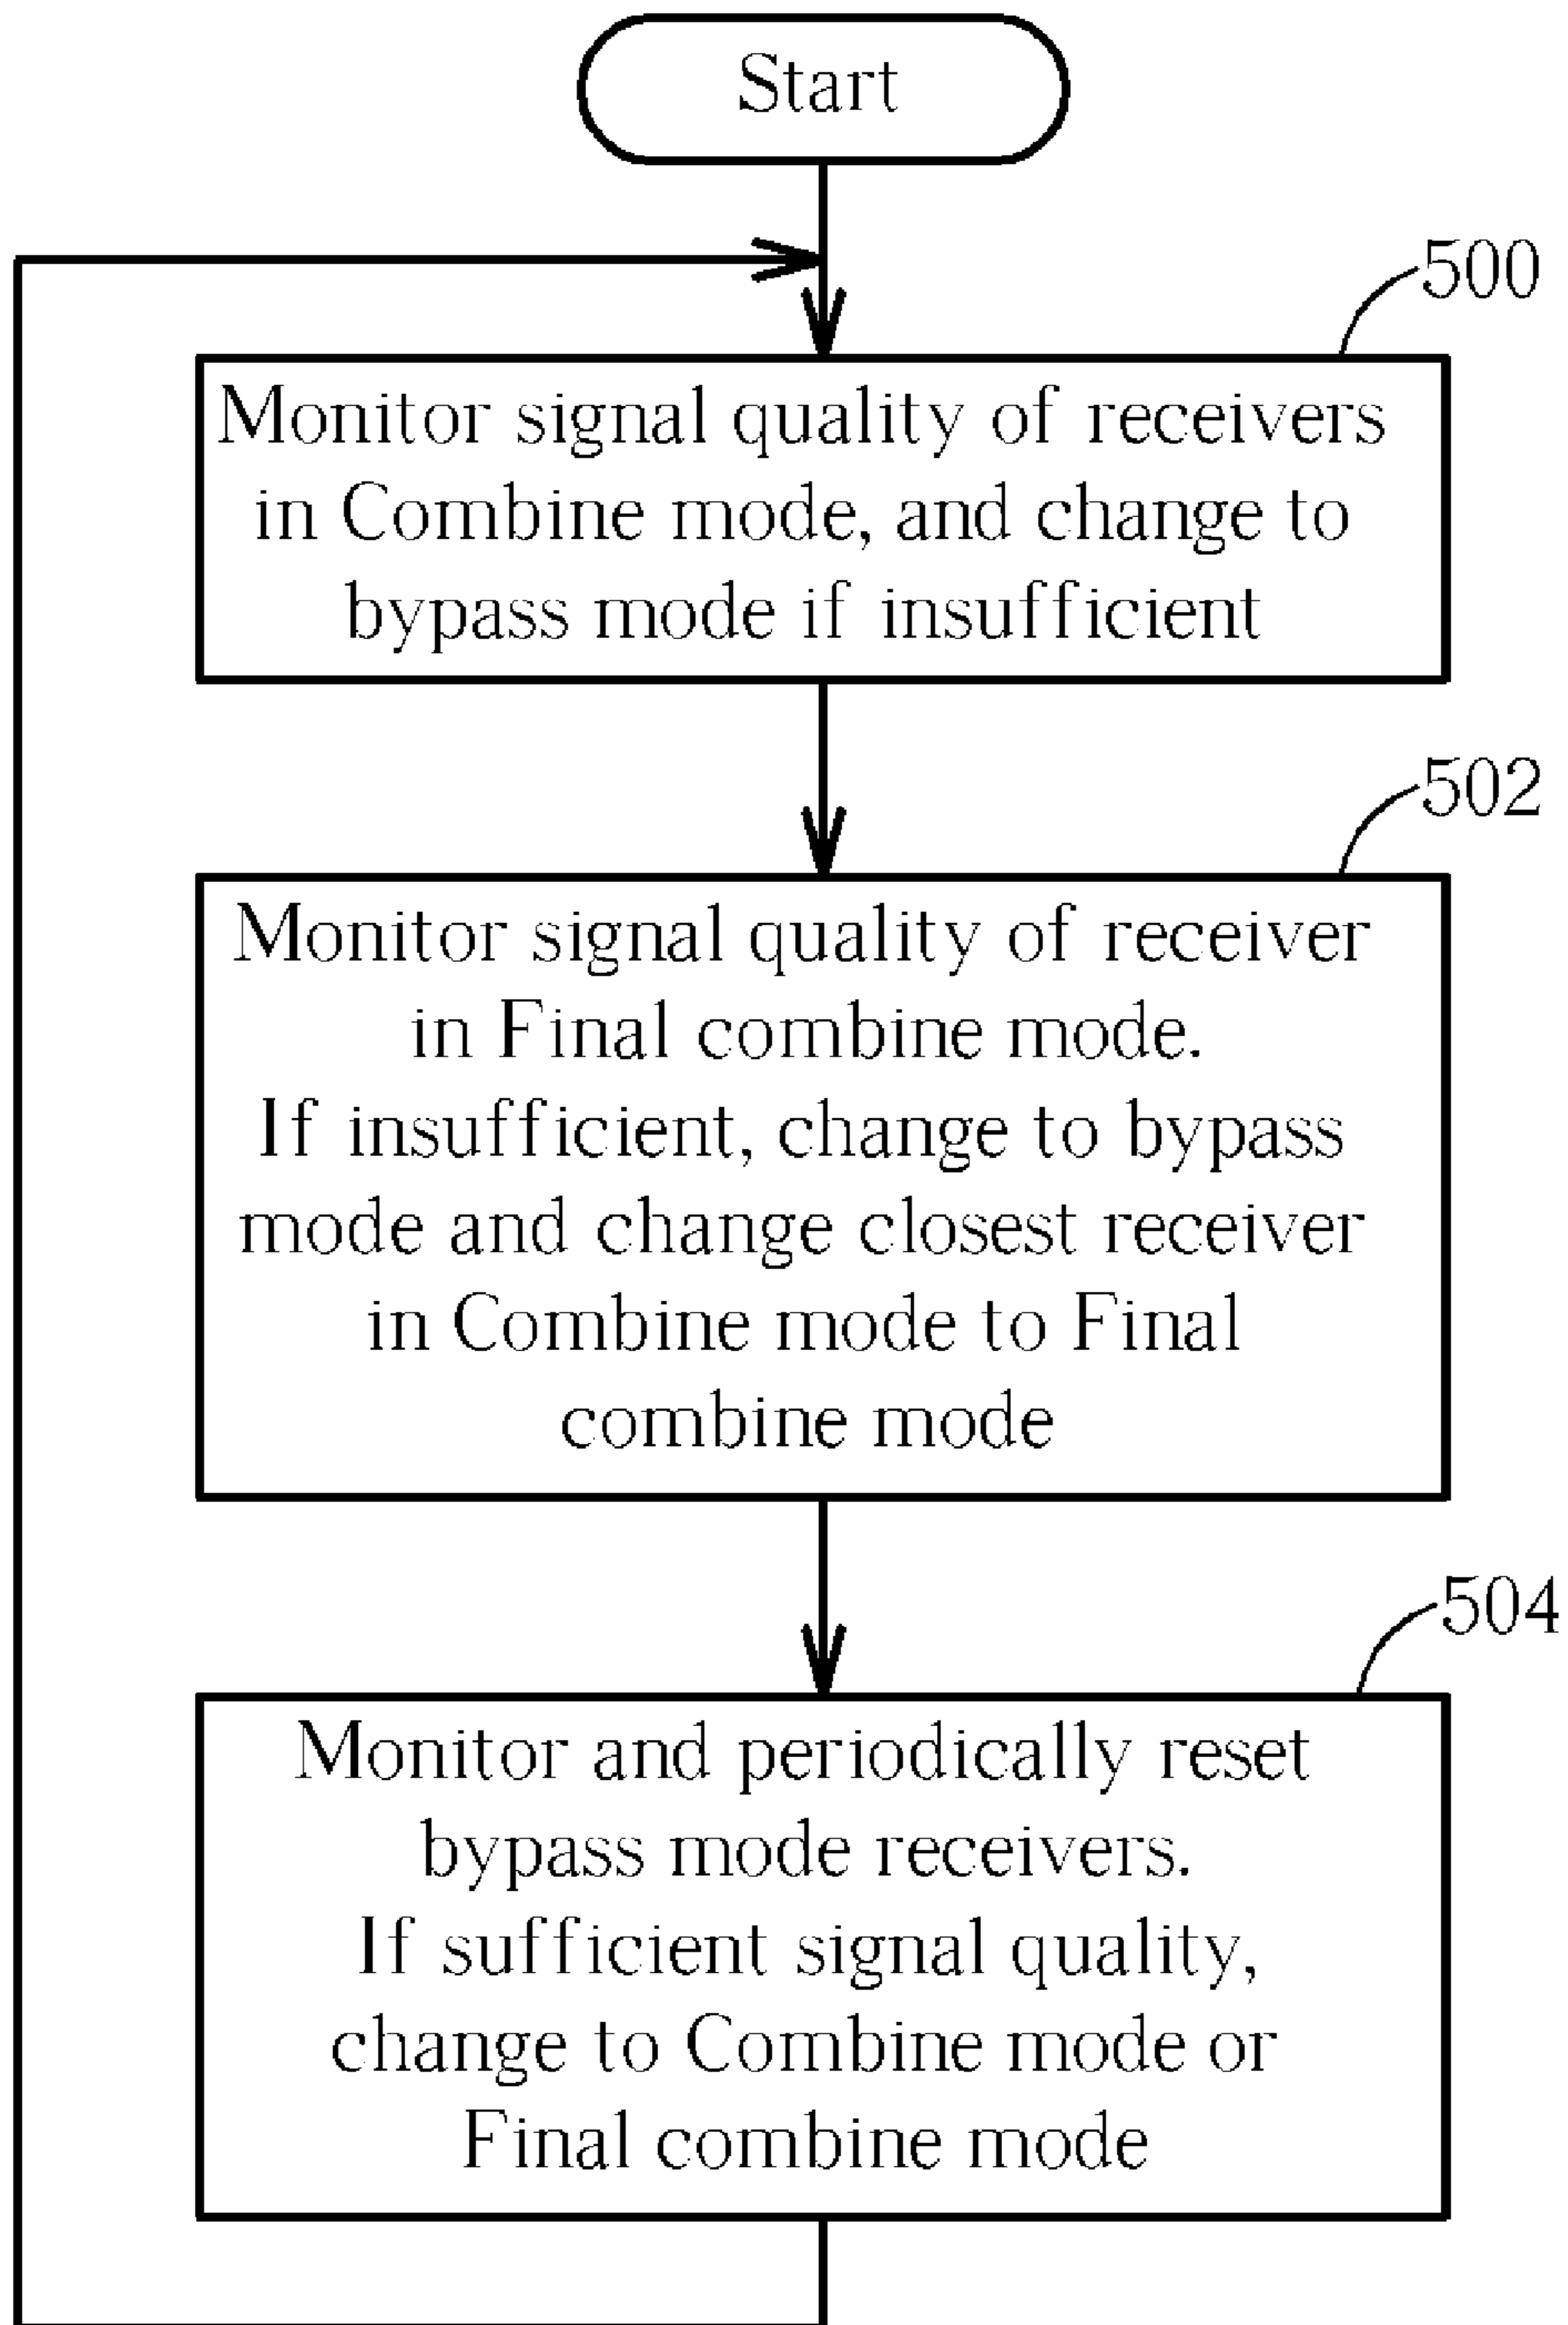 Start
500
Monitor signal quality of receivers
in Combine mode, and change to
bypass mode if insufficient
502
Monitor signal quality of receiver
in Final combine mode.
If insufficient, change to bypass
mode and change closest receiver
in Combine mode to Final
combine mode
504
Monitor and periodically reset
bypass mode receivers.
If sufficient signal quality,
change to Combine mode or
Final combine mode